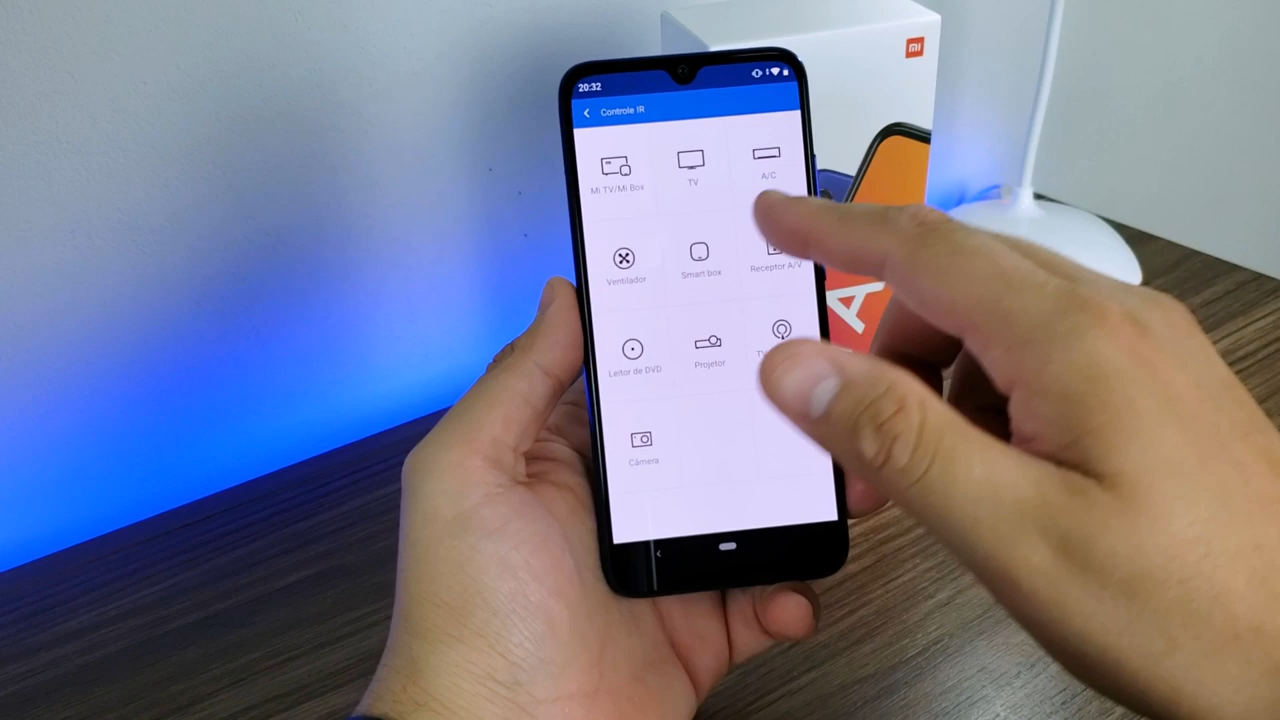 mi
20:32
Controle IR
Mi TV/Mi Box
TV
A/C
Ventilador
Smart box
Receptor A/V
Leitor de DVD
Projetor
TV
Câmera
A